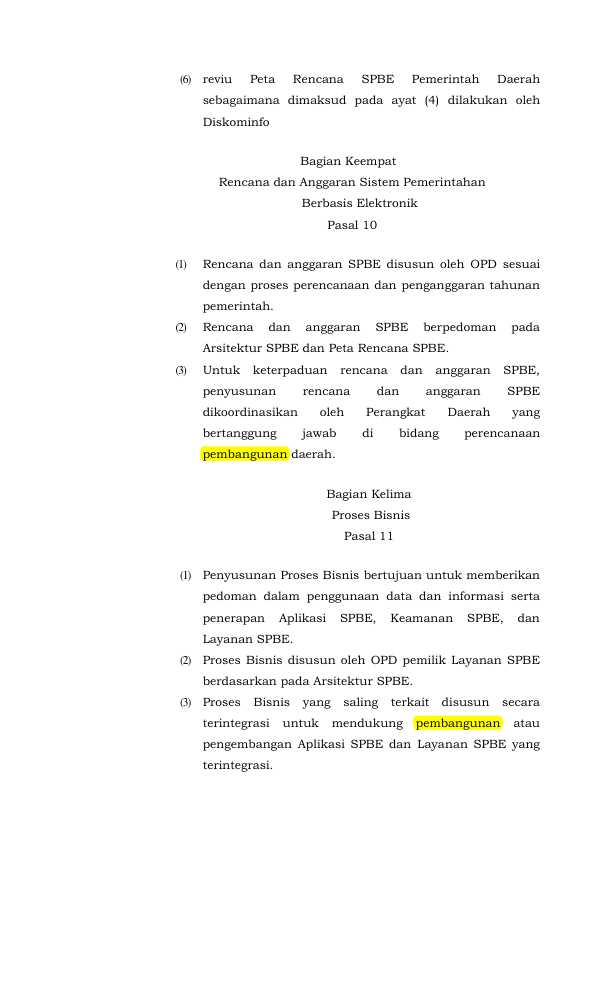 (6) reviu Peta Rencana SPBE Pemerintah Daerah
sebagaimana dimaksud pada ayat (4) dilakukan oleh
Diskominfo
Bagian Keempat
Rencana dan Anggaran Sistem Pemerintahan
Berbasis Elektronik
Pasal 10
(1) Rencana dan anggaran SPBE disusun oleh OPD sesuai
dengan proses perencanaan dan penganggaran tahunan
pemerintah.
(2) Rencana dan anggaran SPBE berpedoman pada
Arsitektur SPBE dan Peta Rencana SPBE.
(3) Untuk keterpaduan rencana dan anggaran SPBE,
penyusunan rencana dan anggaran SPBE
dikoordinasikan oleh Perangkat Daerah yang
bertanggung jawab di bidang perencanaan
pembangunan daerah.
Bagian Kelima
Proses Bisnis
Pasal 11
(1) Penyusunan Proses Bisnis bertujuan untuk memberikan
pedoman dalam penggunaan data dan informasi serta
penerapan Aplikasi SPBE, Keamanan SPBE, dan
Layanan SPBE.
(2) Proses Bisnis disusun oleh OPD pemilik Layanan SPBE
berdasarkan pada Arsitektur SPBE.
(3) Proses Bisnis yang saling terkait disusun secara
terintegrasi untuk mendukung pembangunan atau
pengembangan Aplikasi SPBE dan Layanan SPBE yang
terintegrasi.